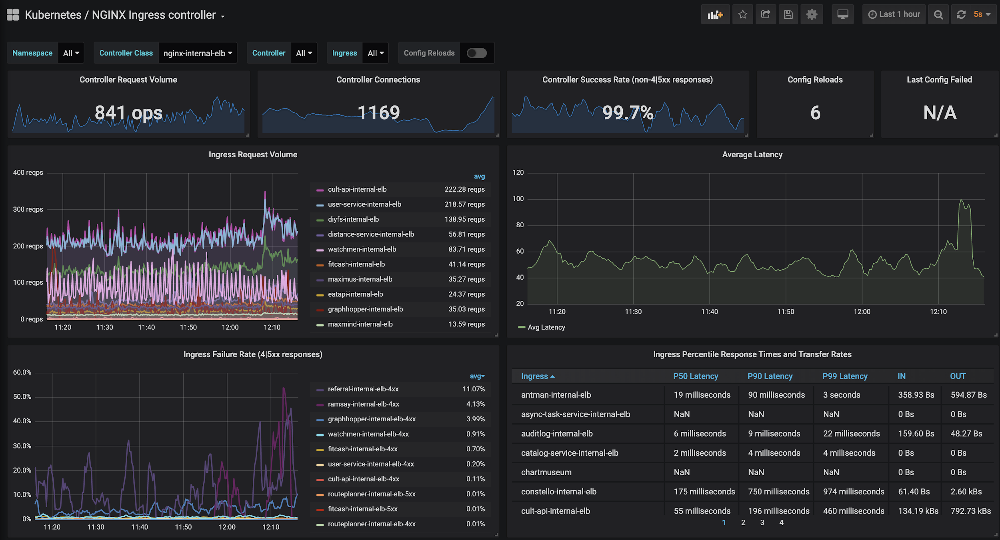 Kubernetes / NGINX Ingress controller
Last 1 hour
5s
Namespace All
Controller Class nginx-internal-elb
Controller All
Ingress All
Config Reloads
Controller Request Volume
841 ops
Controller Connections
1169
Controller Success Rate (non-4|5xx responses)
99.7%
Config Reloads
6
Last Config Failed
N/A
Ingress Request Volume
400 reqps
300 reqps
200 reqps
100 reqps
0 reqps
11:20 11:30 11:40 11:50 12:00 12:10
avg
cult-api-internal-elb 222.28 reqps
user-service-internal-elb 218.57 reqps
diyfs-internal-elb 138.95 reqps
distance-service-internal-elb 56.81 reqps
watchmen-internal-elb 83.71 reqps
fitcash-internal-elb 41.14 reqps
maximus-internal-elb 35.27 reqps
eatapi-internal-elb 24.37 reqps
graphhopper-internal-elb 35.03 reqps
maxmind-internal-elb 13.59 reqps
Average Latency
120
100
80
60
40
20
11:20 11:30 11:40 11:50 12:00 12:10
Avg Latency
Ingress Failure Rate (4|5xx responses)
60.0%
50.0%
40.0%
30.0%
20.0%
10.0%
0%
11:20 11:30 11:40 11:50 12:00 12:10
avg
referral-internal-elb-4xx 11.07%
ramsay-internal-elb-4xx 4.13%
graphhopper-internal-elb-4xx 3.99%
watchmen-internal-elb-4xx 0.91%
fitcash-internal-elb-4xx 0.70%
user-service-internal-elb-4xx 0.20%
cult-api-internal-elb-4xx 0.11%
routeplanner-internal-elb-5xx 0.01%
fitcash-internal-elb-5xx 0.01%
routeplanner-internal-elb-4xx 0.01%
Ingress Percentile Response Times and Transfer Rates
Ingress P50 Latency P90 Latency P99 Latency IN OUT
antman-internal-elb 19 milliseconds 90 milliseconds 3 seconds 358.93 Bs 594.87 Bs
async-task-service-internal-elb NaN NaN NaN 0 Bs 0 Bs
auditlog-internal-elb 6 milliseconds 9 milliseconds 22 milliseconds 159.60 Bs 48.27 Bs
catalog-service-internal-elb 2 milliseconds 4 milliseconds 4 milliseconds 0 Bs 0 Bs
chartmuseum NaN NaN NaN 0 Bs 0 Bs
constello-internal-elb 175 milliseconds 750 milliseconds 974 milliseconds 61.40 Bs 2.60 kBs
cult-api-internal-elb 55 milliseconds 196 milliseconds 460 milliseconds 134.19 kBs 792.73 kBs
1 2 3 4